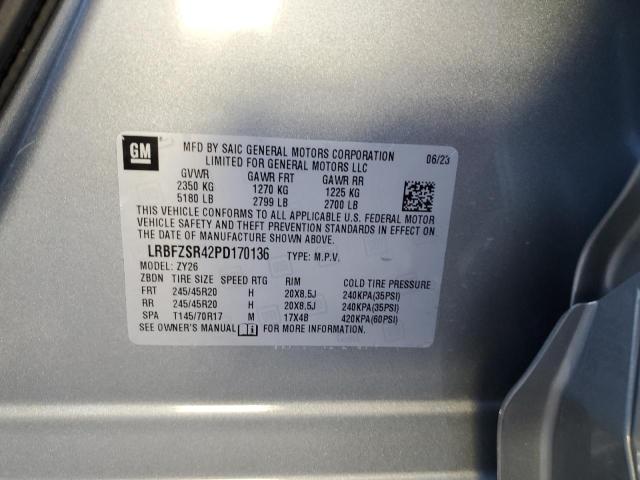 GM
MFD BY SAIC GENERAL MOTORS CORPORATION 06/23
LIMITED FOR GENERAL MOTORS LLC
GVWR GAWR FRT GAWR RR
2350 KG 1270 KG 1225 KG
5180 LB 2799 LB 2700 LB
THIS VEHICLE CONFORMS TO ALL APPLICABLE U.S. FEDERAL MOTOR
VEHICLE SAFETY AND THEFT PREVENTION STANDARDS IN EFFECT ON
THE DATE OF MANUFACTURE SHOWN ABOVE.
LRBFZSR42PD170136 TYPE: M.P.V.
MODEL: ZY26
ZBDN TIRE SIZE SPEED RTG RIM COLD TIRE PRESSURE
FRT 245/45R20 H 20X8.5J 240KPA(35PSI)
RR 245/45R20 H 20X8.5J 240KPA(35PSI)
SPA T145/70R17 M 17X4B 420KPA(60PSI)
SEE OWNER'S MANUAL FOR MORE INFORMATION.